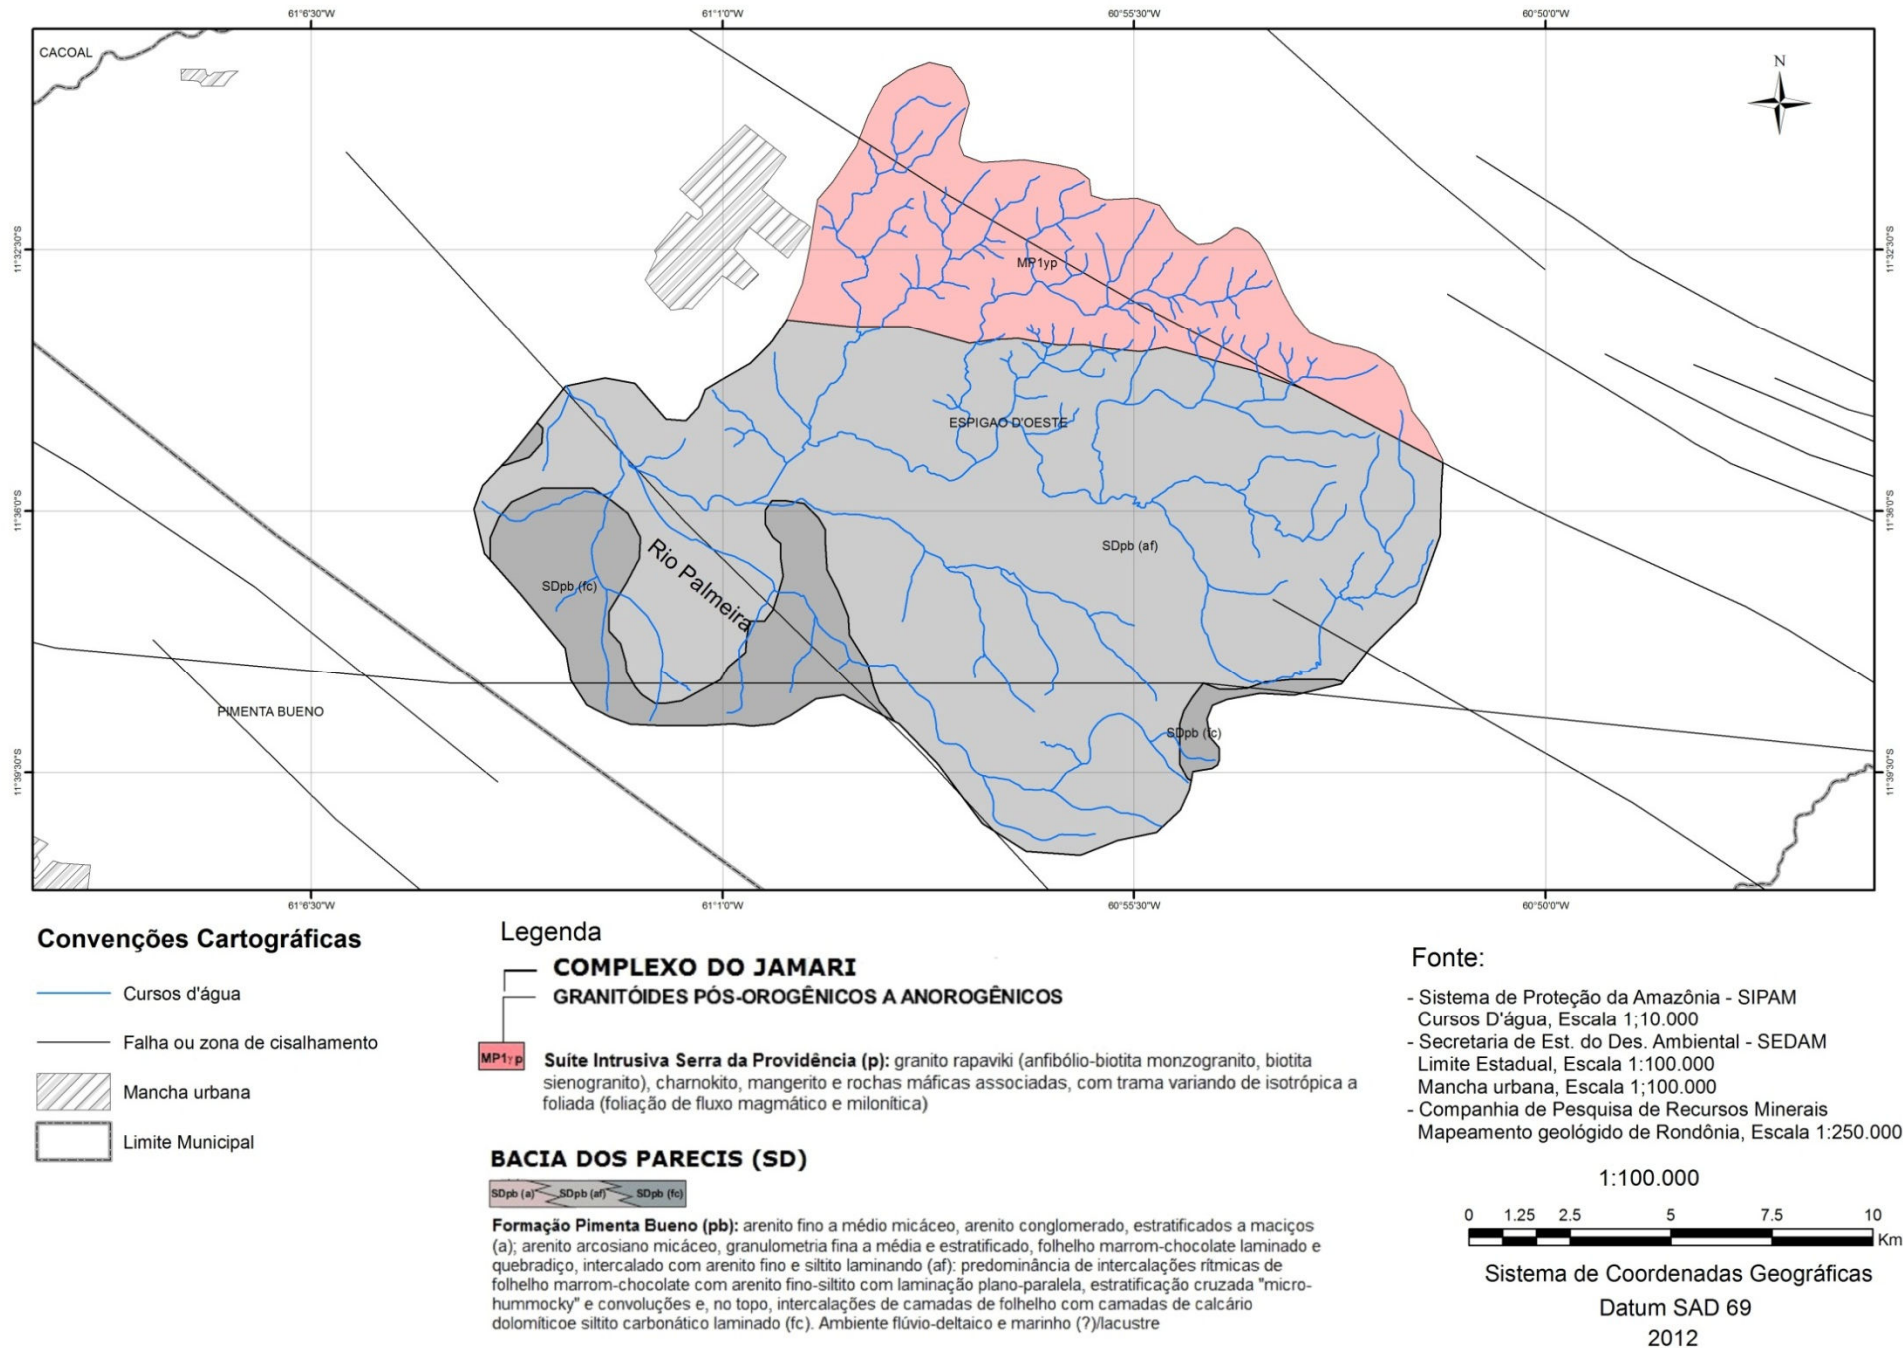 61°6'30"W 61°1'0"W 60°55'30"W 60°50'0"W
CACOAL
N
11°32'30"S 11°32'30"S
MP1yp
ESPIGAO D'OESTE
11°36'0"S 11°36'0"S
SDpb (af)
Rio Palmeira
SDpb (fc)
PIMENTA BUENO
SDpb (fc)
11°39'30"S 11°39'30"S
61°6'30"W 61°1'0"W 60°55'30"W 60°50'0"W
Convenções Cartográficas
Cursos d'água
Falha ou zona de cisalhamento
Mancha urbana
Limite Municipal
Legenda
COMPLEXO DO JAMARI
GRANITÓIDES PÓS-OROGÊNICOS A ANOROGÊNICOS
MP1γp
Suíte Intrusiva Serra da Providência (p): granito rapaviki (anfibólio-biotita monzogranito, biotita
sienogranito), charnokito, mangerito e rochas máficas associadas, com trama variando de isotrópica a
foliada (foliação de fluxo magmático e milonítica)
BACIA DOS PARECIS (SD)
SDpb (a) SDpb (af) SDpb (fc)
Formação Pimenta Bueno (pb): arenito fino a médio micáceo, arenito conglomerado, estratificados a maciços
(a); arenito arcosiano micáceo, granulometria fina a média e estratificado, folhelho marrom-chocolate laminado e
quebradiço, intercalado com arenito fino e siltito laminando (af): predominância de intercalações rítmicas de
folhelho marrom-chocolate com arenito fino-siltito com laminação plano-paralela, estratificação cruzada "micro-
hummocky" e convoluções e, no topo, intercalações de camadas de folhelho com camadas de calcário
dolomíticoe siltito carbonático laminado (fc). Ambiente flúvio-deltaico e marinho (?)/lacustre
Fonte:
- Sistema de Proteção da Amazônia - SIPAM
Cursos D'água, Escala 1;10.000
- Secretaria de Est. do Des. Ambiental - SEDAM
Limite Estadual, Escala 1:100.000
Mancha urbana, Escala 1;100.000
- Companhia de Pesquisa de Recursos Minerais
Mapeamento geológido de Rondônia, Escala 1:250.000
1:100.000
0 1.25 2.5 5 7.5 10
Km
Sistema de Coordenadas Geográficas
Datum SAD 69
2012